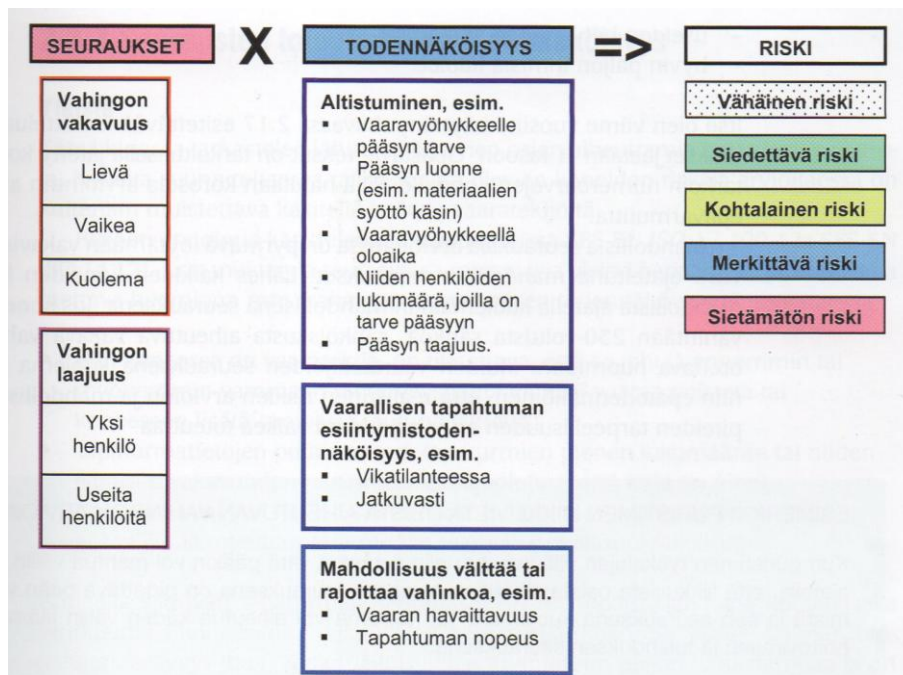 SEURAUKSET
X
TODENNÄKÖISYYS
=>
RISKI
Vahingon
vakavuus
Lievä
Vaikea
Kuolema
Vahingon
laajuus
Yksi
henkilö
Useita
henkilöitä
Altistuminen, esim.
▪ Vaaravyöhykkeelle
pääsyn tarve
▪ Pääsyn luonne
(esim. materiaalien
syöttö käsin)
▪ Vaaravyöhykkeellä
oloaika
▪ Niiden henkilöiden
lukumäärä, joilla on
tarve pääsyyn
▪ Pääsyn taajuus.
Vaarallisen tapahtuman
esiintymistoden-
näköisyys, esim.
▪ Vikatilanteessa
▪ Jatkuvasti
Mahdollisuus välttää tai
rajoittaa vahinkoa, esim.
▪ Vaaran havaittavuus
▪ Tapahtuman nopeus
Vähäinen riski
Siedettävä riski
Kohtalainen riski
Merkittävä riski
Sietämätön riski